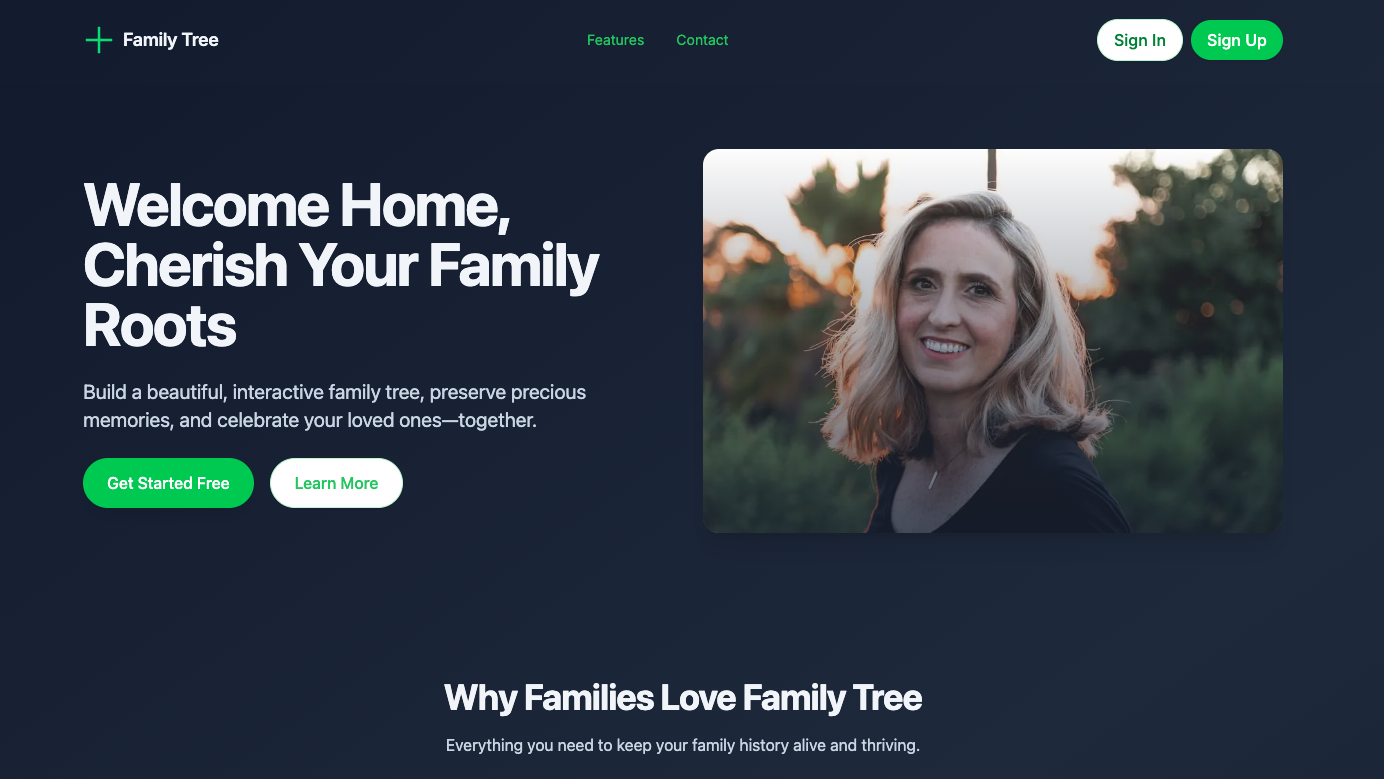 Family Tree
Features
Contact
Sign In
Sign Up
Welcome Home,
Cherish Your Family
Roots
Build a beautiful, interactive family tree, preserve precious
memories, and celebrate your loved ones—together.
Get Started Free
Learn More
Why Families Love Family Tree
Everything you need to keep your family history alive and thriving.